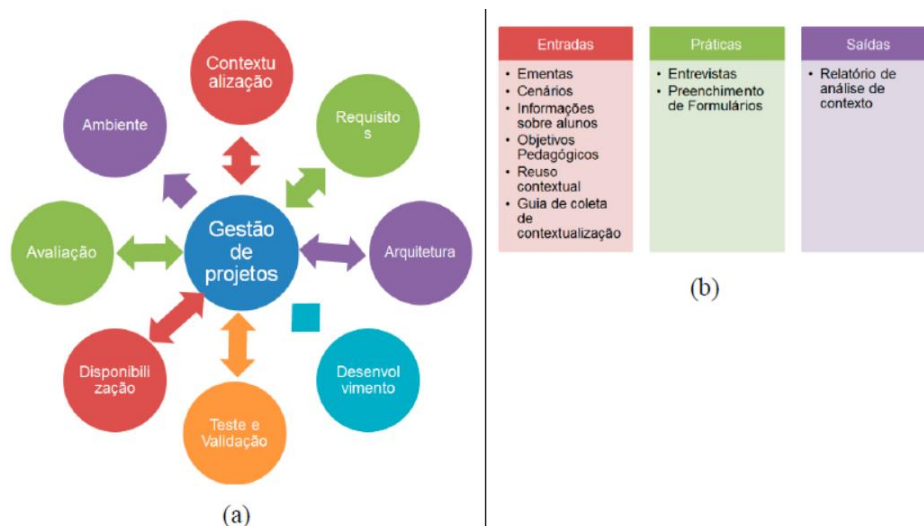 Contextu
alização
Requisito
s
Arquitetura
Desenvol
vimento
Teste e
Validação
Disponibili
zação
Avaliação
Ambiente
Gestão
de
projetos
(a)
Entradas
• Ementas
• Cenários
• Informações
sobre alunos
• Objetivos
Pedagógicos
• Reuso
contextual
• Guia de coleta
de
contextualização
Práticas
• Entrevistas
• Preenchimento
de Formulários
Saídas
• Relatório de
análise de
contexto
(b)